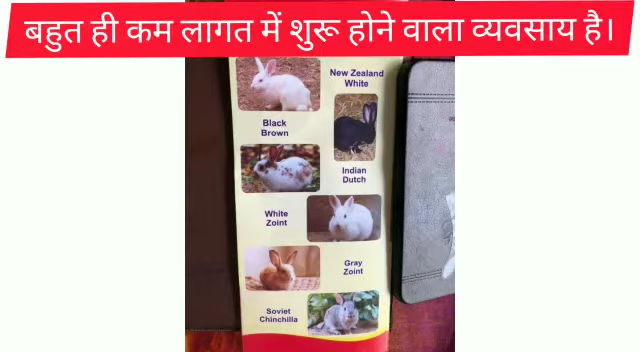 बहुत ही कम लागत में शुरू होने वाला व्यवसाय है।
New Zealand
White
Black
Brown
Indian
Dutch
White
Zoint
Gray
Zoint
Soviet
Chinchilla